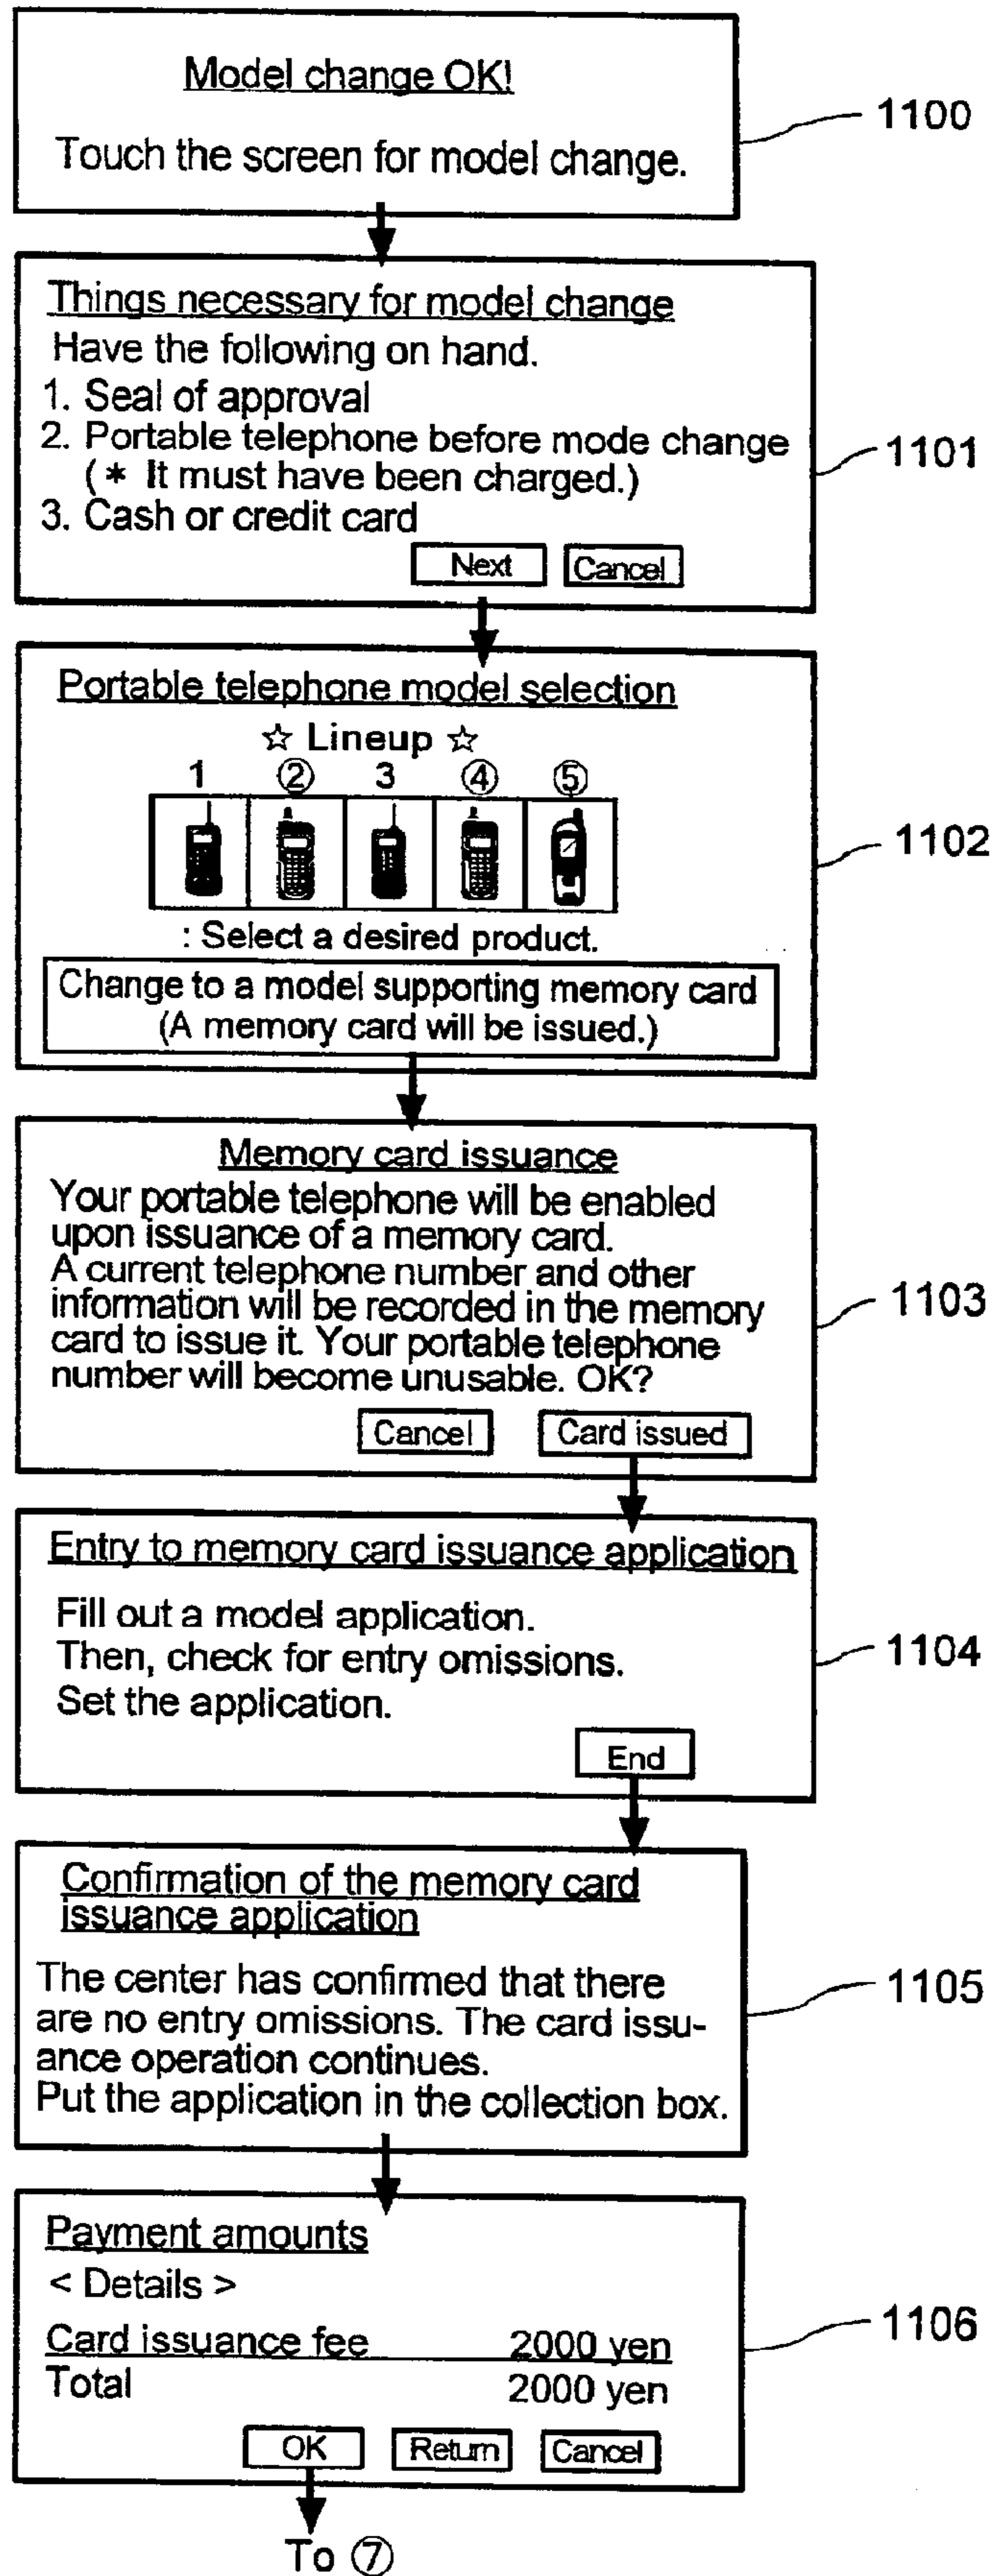 Model change OK!
Touch the screen for model change.
1100
Things necessary for model change
Have the following on hand.
1. Seal of approval
2. Portable telephone before mode change
(* It must have been charged.)
3. Cash or credit card
Next Cancel
1101
Portable telephone model selection
☆ Lineup ☆
1 ② 3 ④ ⑤
: Select a desired product.
Change to a model supporting memory card
(A memory card will be issued.)
1102
Memory card issuance
Your portable telephone will be enabled
upon issuance of a memory card.
A current telephone number and other
information will be recorded in the memory
card to issue it. Your portable telephone
number will become unusable. OK?
Cancel Card issued
1103
Entry to memory card issuance application
Fill out a model application.
Then, check for entry omissions.
Set the application.
End
1104
Confirmation of the memory card
issuance application
The center has confirmed that there
are no entry omissions. The card issu-
ance operation continues.
Put the application in the collection box.
1105
Payment amounts
< Details >
Card issuance fee 2000 yen
Total 2000 yen
OK Return Cancel
1106
To ⑦